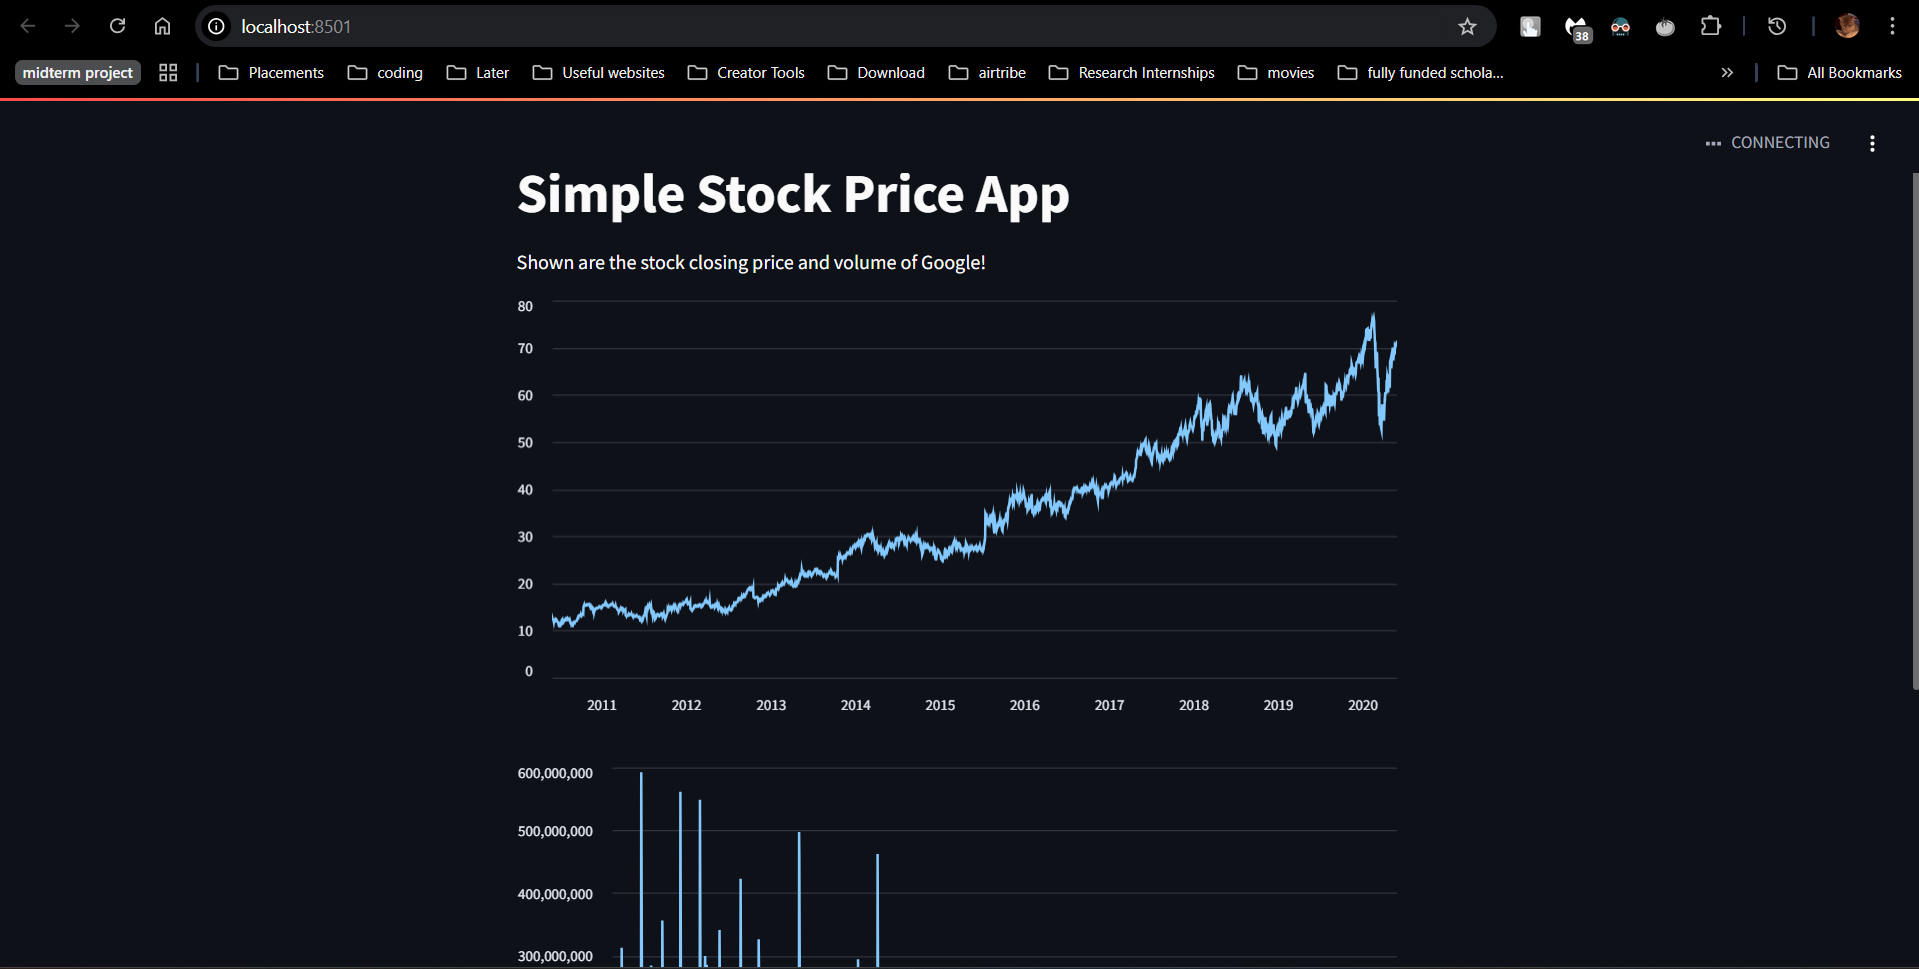 localhost:8501
38
midterm project
Placements
coding
Later
Useful websites
Creator Tools
Download
airtribe
Research Internships
movies
fully funded schola...
All Bookmarks
CONNECTING
Simple Stock Price App
Shown are the stock closing price and volume of Google!
80
70
60
50
40
30
20
10
0
2011 2012 2013 2014 2015 2016 2017 2018 2019 2020
600,000,000
500,000,000
400,000,000
300,000,000